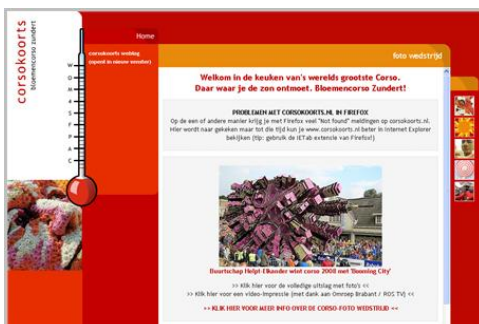 corsokoorts
bloemencorso zundert
Home
corsokoorts weblog
(opent in nieuw venster)
foto wedstrijd
W
O
R
R
A
S
F
P
A
C
Welkom in de keuken van's werelds grootste Corso.
Daar waar je de zon ontmoet. Bloemencorso Zundert!
PROBLEMEN MET CORSOKOORTS.NL IN FIREFOX
Op de een of andere manier krijg je met Firefox veel "Not found" meldingen op corsokoorts.nl.
Hier wordt naar gekeken maar tot die tijd kun je www.corsokoorts.nl beter in Internet Explorer
bekijken (tip: gebruik de IETab extensie van Firefox!)
Buurtschap Helpt-Elkander wint corso 2008 met 'Booming City'
>> Klik hier voor de volledige uitslag met foto's <<
>> Klik hier voor een video-impressie (met dank aan Omroep Brabant / ROS TV) <<
>> KLIK HIER VOOR MEER INFO OVER DE CORSO-FOTO WEDSTRIJD <<